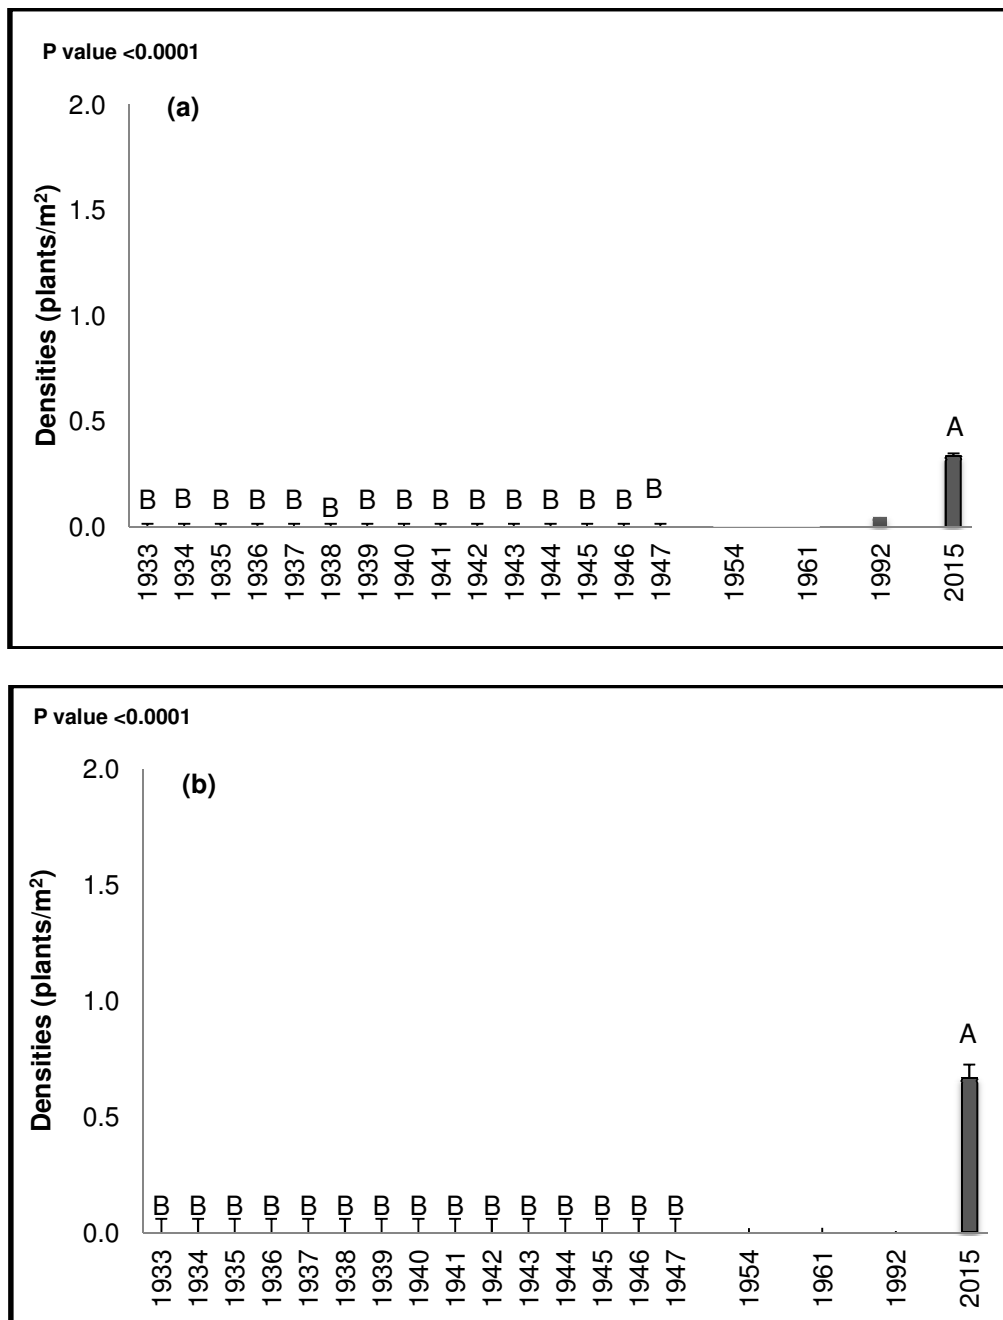 P value <0.0001
(a)
2.0
1.5
1.0
0.5
0.0
Densities (plants/m²)
B B B B B B B B B B B B B B B A
1933 1934 1935 1936 1937 1938 1939 1940 1941 1942 1943 1944 1945 1946 1947 1954 1961 1992 2015
P value <0.0001
(b)
2.0
1.5
1.0
0.5
0.0
Densities (plants/m²)
B B B B B B B B B B B B B B B A
1933 1934 1935 1936 1937 1938 1939 1940 1941 1942 1943 1944 1945 1946 1947 1954 1961 1992 2015